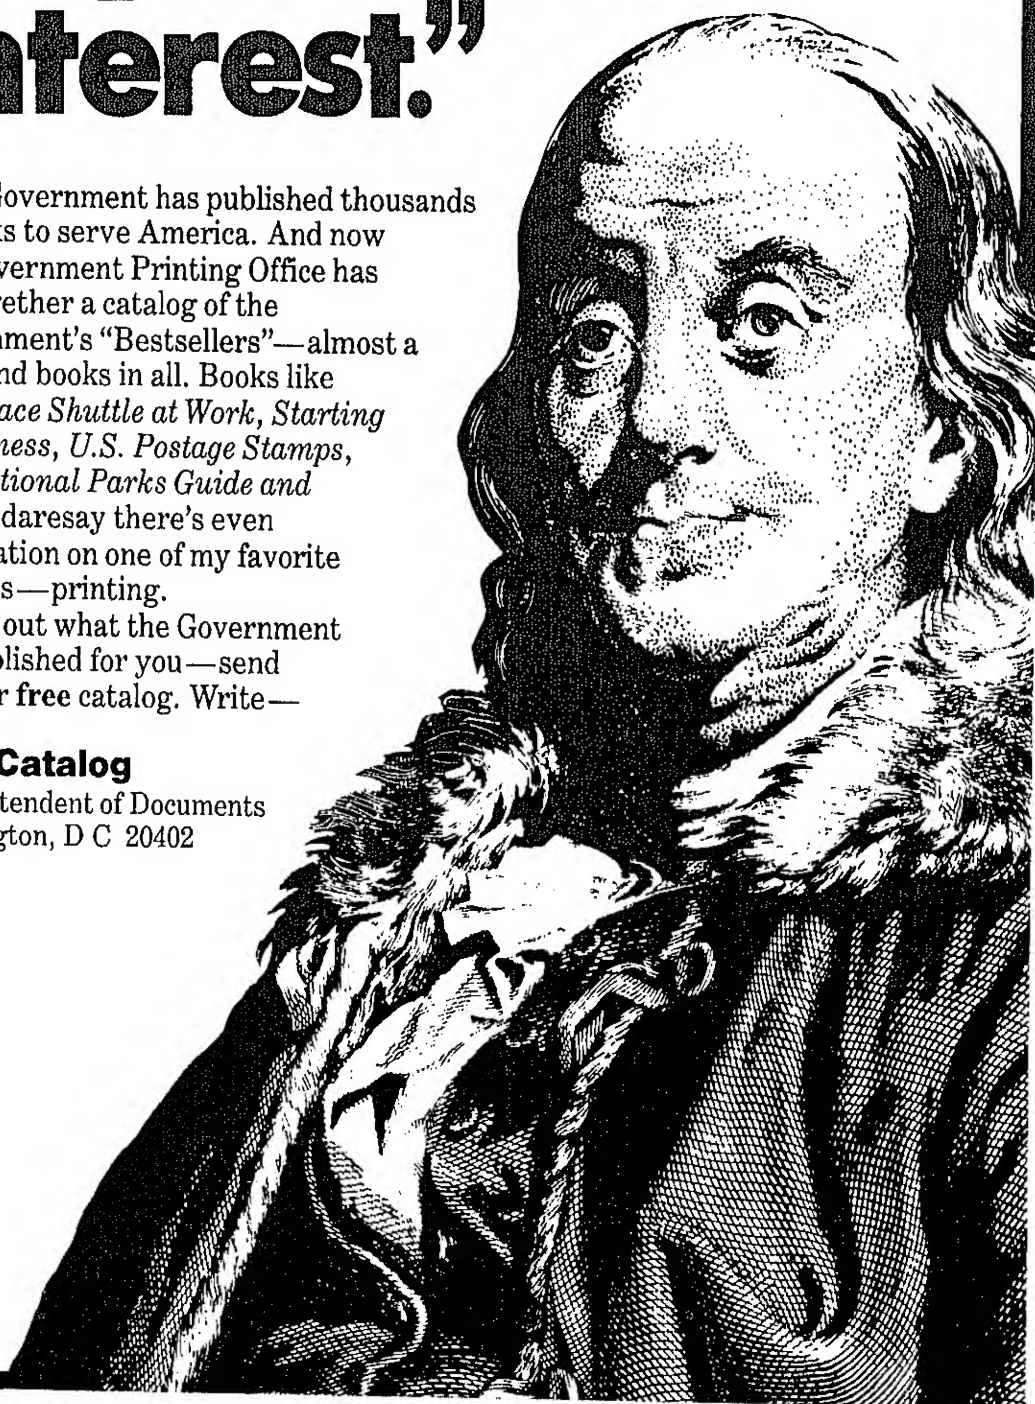 nterest.”
overnment has published thousands
s to serve America. And now
vernment Printing Office has
ether a catalog of the
nment's “Bestsellers”—almost a
nd books in all. Books like
ace Shuttle at Work, Starting
ness, U.S. Postage Stamps,
tional Parks Guide and
daresay there's even
ation on one of my favorite
s—printing.
out what the Government
lished for you—send
r free catalog. Write—
Catalog
tendent of Documents
gton, D C 20402